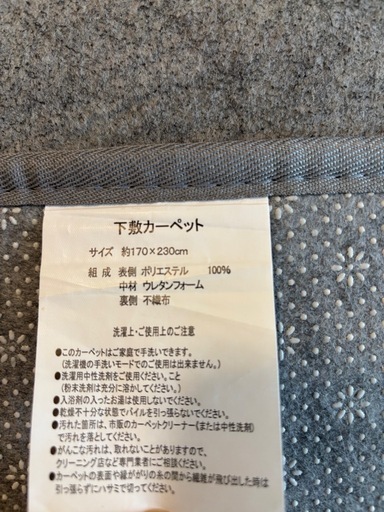 下敷カーペット
サイズ 約170×230cm
組成 表側 ポリエステル 100%
中材 ウレタンフォーム
裏側 不織布
洗濯上・ご使用上のご注意
●このカーペットはご家庭で手洗いできます。
(洗濯機の手洗いモードでのご使用は出来ません。)
●洗濯用中性洗剤をご使用ください。こと
(粉末洗剤は充分に溶かしてください。)
●入浴剤の入ったお湯は使用しないでください。
●乾燥不十分な状態でパイルを引っ張らないでください。
●汚れた箇所は、市販のカーペットクリーナー(または中性洗剤)
で汚れを落としてください。
●がんこな汚れは、取れないことがありますので、
クリーニング店など専門業者にご相談ください。
●カーペットの表面や縁かがりの糸の間から繊維が飛び出した時は
引っ張らずにハサミで切ってください。